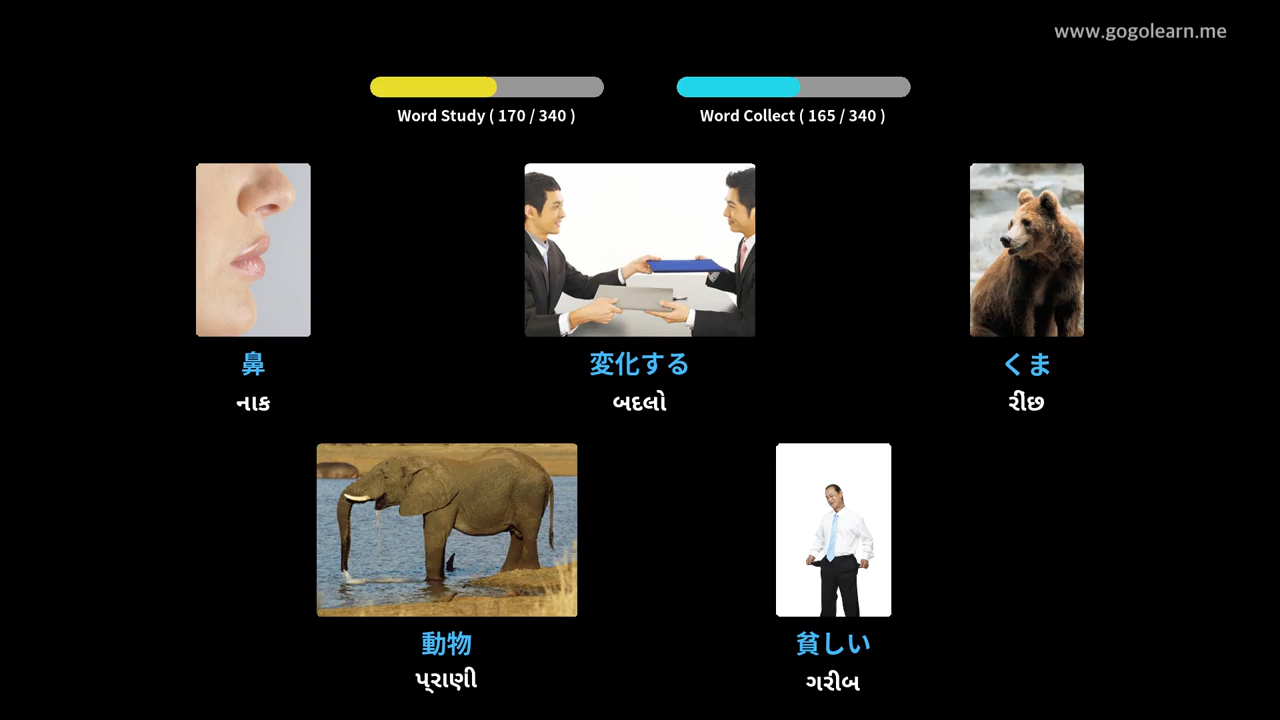 www.gogolearn.me
Word Study ( 170 / 340 )
Word Collect ( 165 / 340 )
鼻
નાક
変化する
બદલો
くま
રીંછ
動物
પ્રાણી
貧しい
ગરીબ